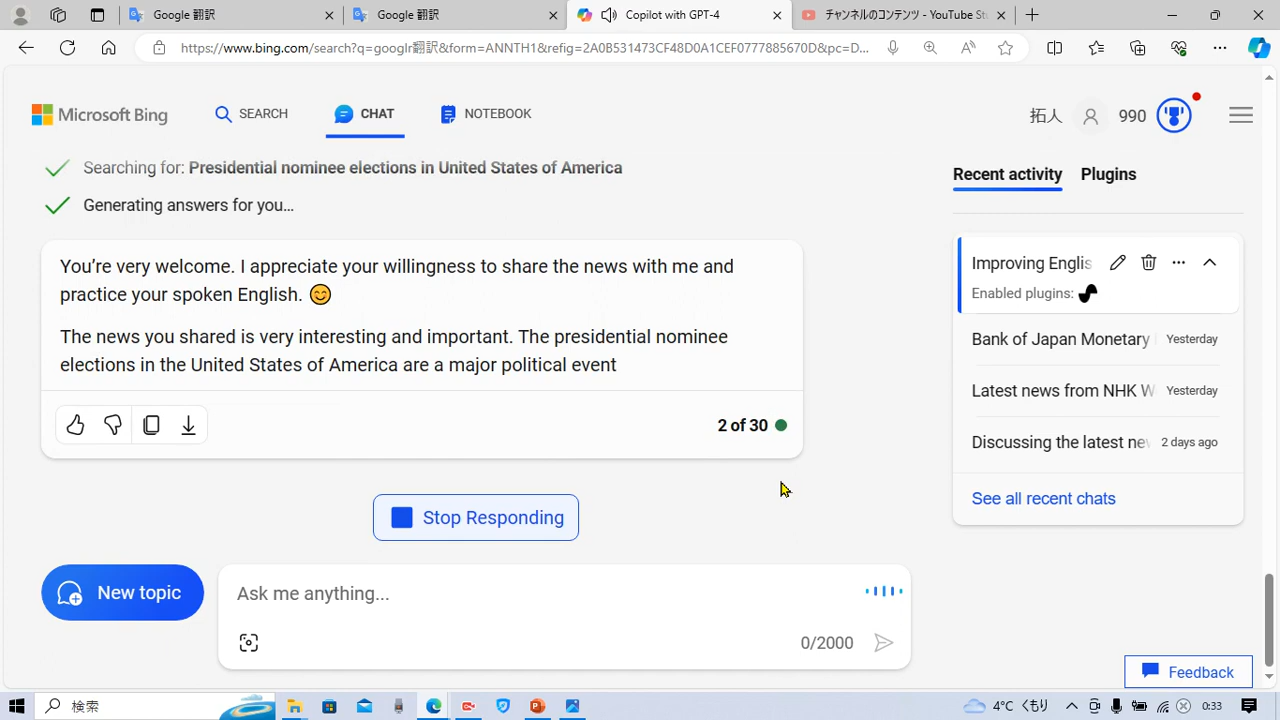 Google 翻訳
Google 翻訳
Copilot with GPT-4
チャンネルのコンテンツ - YouTube St
https://www.bing.com/search?q=googlr翻訳&form=ANNTH1&refig=2A0B531473CF48D0A1CEF0777885670D&pc=D...
Microsoft Bing
SEARCH
CHAT
NOTEBOOK
拓人
990
Searching for: Presidential nominee elections in United States of America
Generating answers for you...
You're very welcome. I appreciate your willingness to share the news with me and
practice your spoken English. 😊
The news you shared is very interesting and important. The presidential nominee
elections in the United States of America are a major political event
2 of 30
Stop Responding
New topic
Ask me anything...
0/2000
Recent activity
Plugins
Improving Englis
Enabled plugins:
Bank of Japan Monetary
Yesterday
Latest news from NHK W
Yesterday
Discussing the latest nev
2 days ago
See all recent chats
Feedback
検索
4°C くもり
0:33